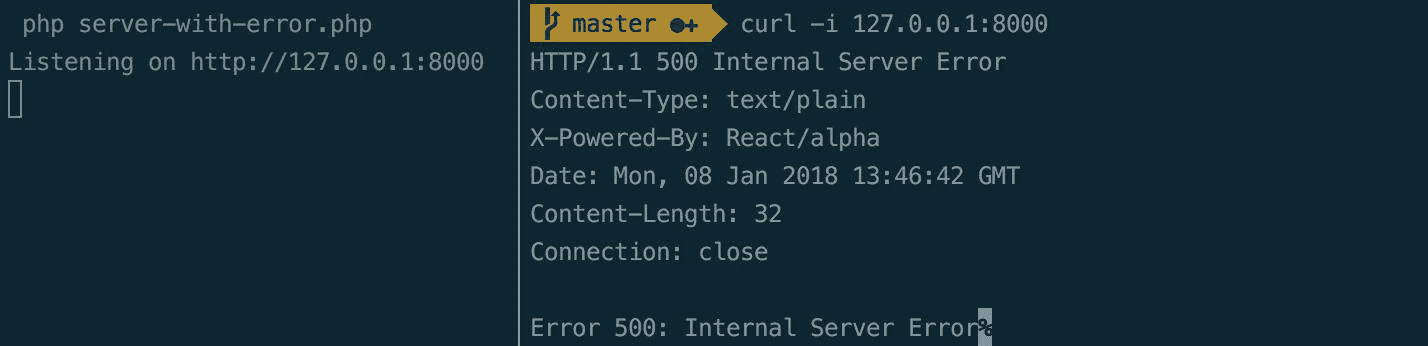 php server-with-error.php
Listening on http://127.0.0.1:8000
master ●+ curl -i 127.0.0.1:8000
HTTP/1.1 500 Internal Server Error
Content-Type: text/plain
X-Powered-By: React/alpha
Date: Mon, 08 Jan 2018 13:46:42 GMT
Content-Length: 32
Connection: close
Error 500: Internal Server Error%